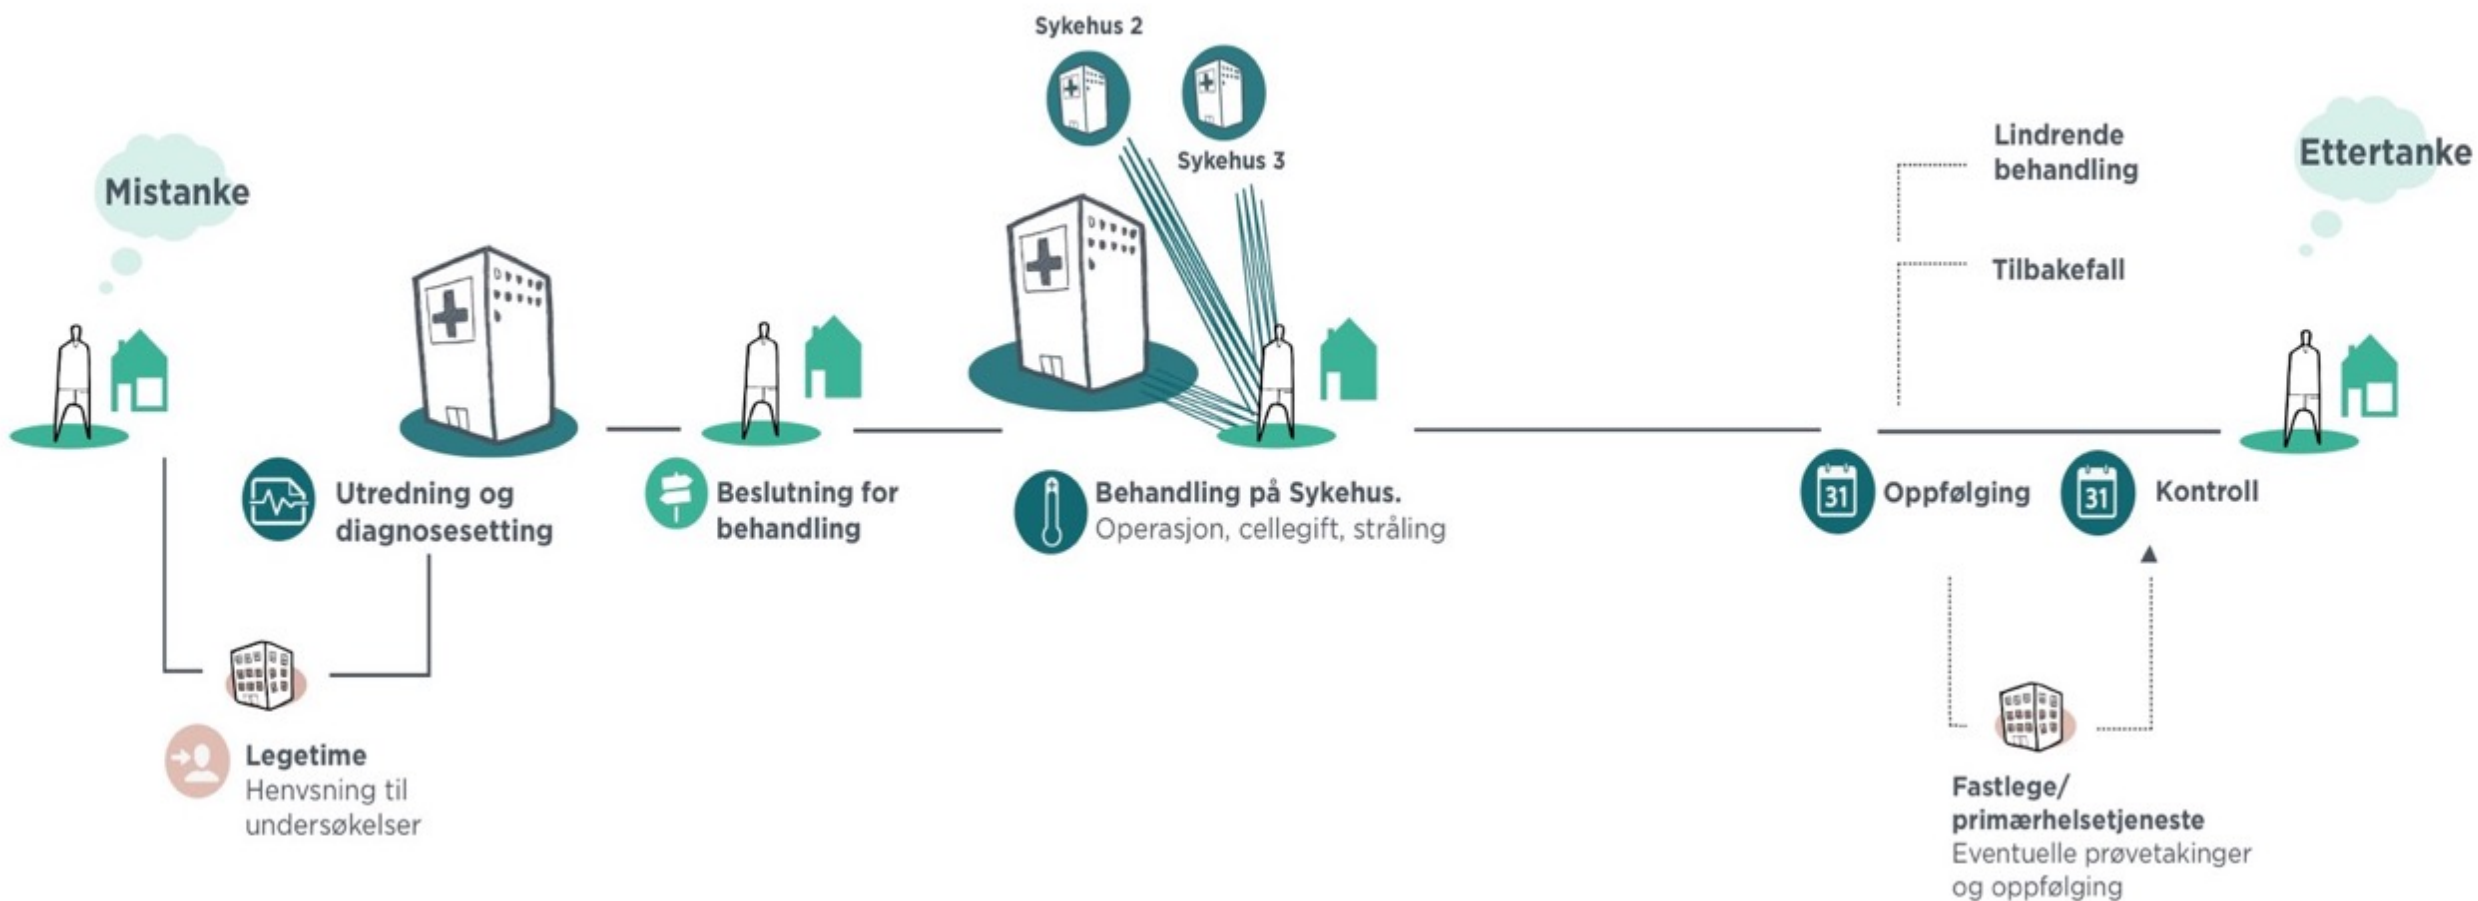 Mistanke
Utredning og
diagnosesetting
Legetime
Henvsning til
undersøkelser
Beslutning for
behandling
Sykehus 2
Sykehus 3
Behandling på Sykehus.
Operasjon, cellegift, stråling
Lindrende
behandling
Tilbakefall
31
Oppfølging
31
Kontroll
Fastlege/
primærhelsetjeneste
Eventuelle prøvetakinger
og oppfølging
Ettertanke